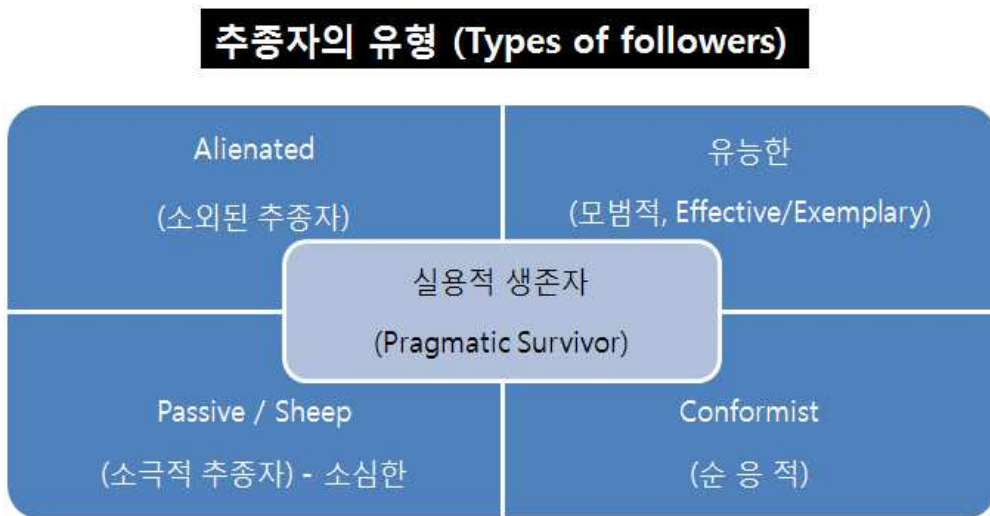 추종자의 유형 (Types of followers)
Alienated
(소외된 추종자)
유능한
(모범적, Effective/Exemplary)
실용적 생존자
(Pragmatic Survivor)
Passive / Sheep
(소극적 추종자) - 소심한
Conformist
(순 응 적)